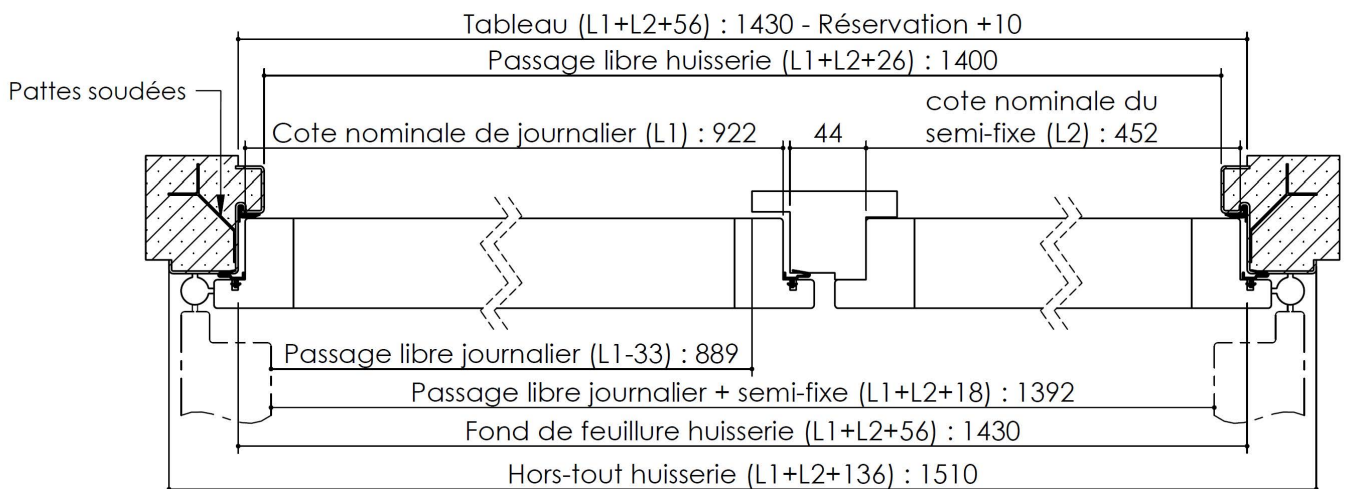 Tableau (L1+L2+56) : 1430 - Réservation +10
Passage libre huisserie (L1+L2+26) : 1400
Pattes soudées
Cote nominale de journalier (L1) : 922
44
cote nominale du
semi-fixe (L2) : 452
Passage libre journalier (L1-33) : 889
Passage libre journalier + semi-fixe (L1+L2+18) : 1392
Fond de feuillure huisserie (L1+L2+56) : 1430
Hors-tout huisserie (L1+L2+136) : 1510